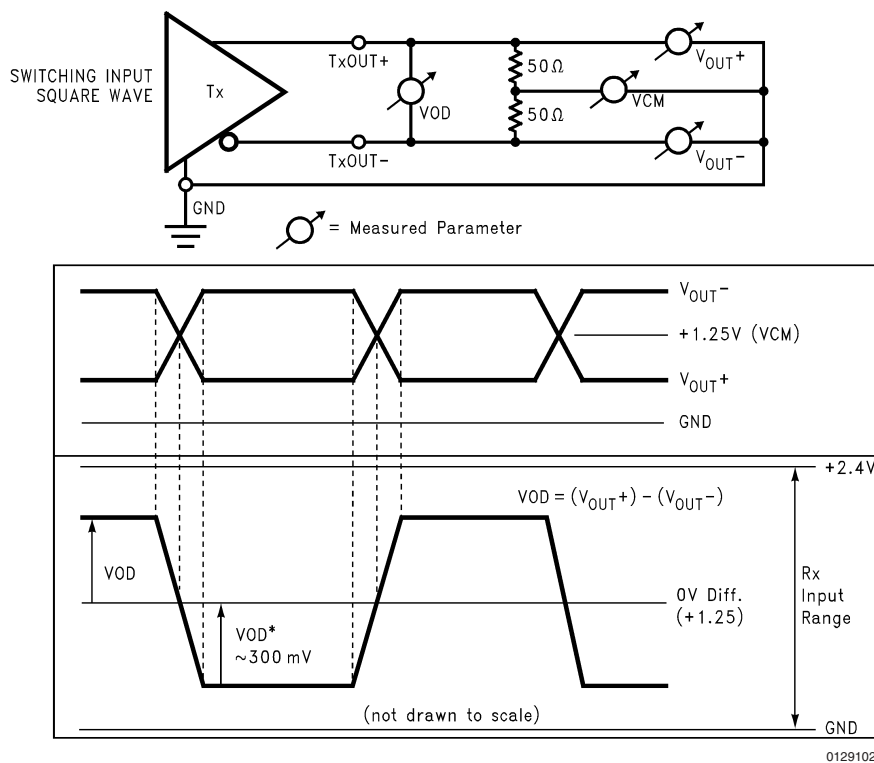 SWITCHING INPUT
SQUARE WAVE
Tx
TxOUT+
TxOUT-
VOD
50Ω
50Ω
VCM
VOUT+
VOUT-
GND
= Measured Parameter
VOUT-
+1.25V (VCM)
VOUT+
GND
+2.4V
VOD = (VOUT+) - (VOUT-)
VOD
VOD*
~300 mV
0V Diff.
(+1.25)
Rx
Input
Range
(not drawn to scale)
GND
0129102